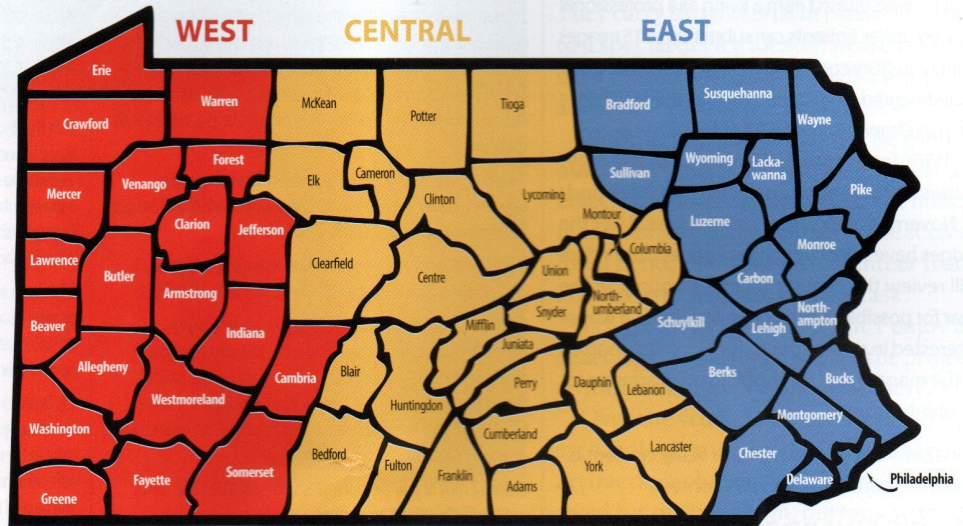 WEST CENTRAL EAST
Erie
Warren
McKean
Potter
Tioga
Bradford
Susquehanna
Wayne
Crawford
Forest
Elk
Cameron
Sullivan
Wyoming
Lacka-
wanna
Pike
Mercer
Venango
Clinton
Lycoming
Clarion
Jefferson
Montour
Columbia
Luzerne
Monroe
Lawrence
Butler
Clearfield
Centre
Union
Carbon
Armstrong
Snyder
North-
umberland
North-
ampton
Beaver
Indiana
Mifflin
Schuylkill
Lehigh
Juniata
Allegheny
Cambria
Blair
Huntingdon
Perry
Dauphin
Lebanon
Berks
Bucks
Westmoreland
Washington
Cumberland
Montgomery
Bedford
Fulton
Franklin
Adams
York
Lancaster
Chester
Delaware
Philadelphia
Greene
Fayette
Somerset